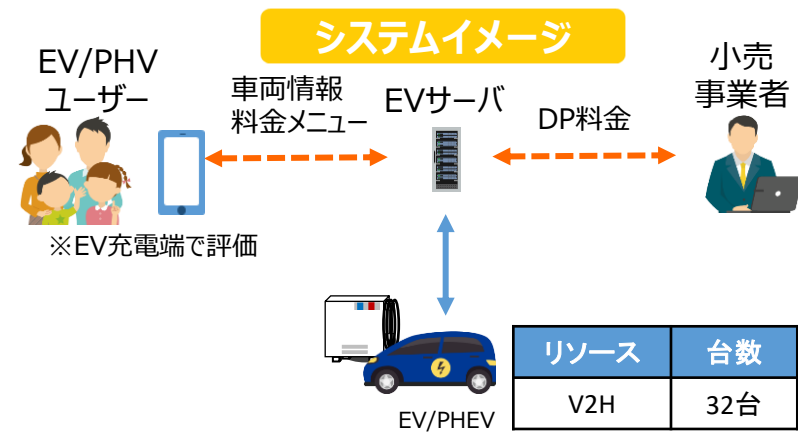 システムイメージ
EV/PHV
ユーザー
車両情報
料金メニュー
EVサーバ
DP料金
小売
事業者
※EV充電端で評価
EV/PHEV
リソース 台数
V2H 32台